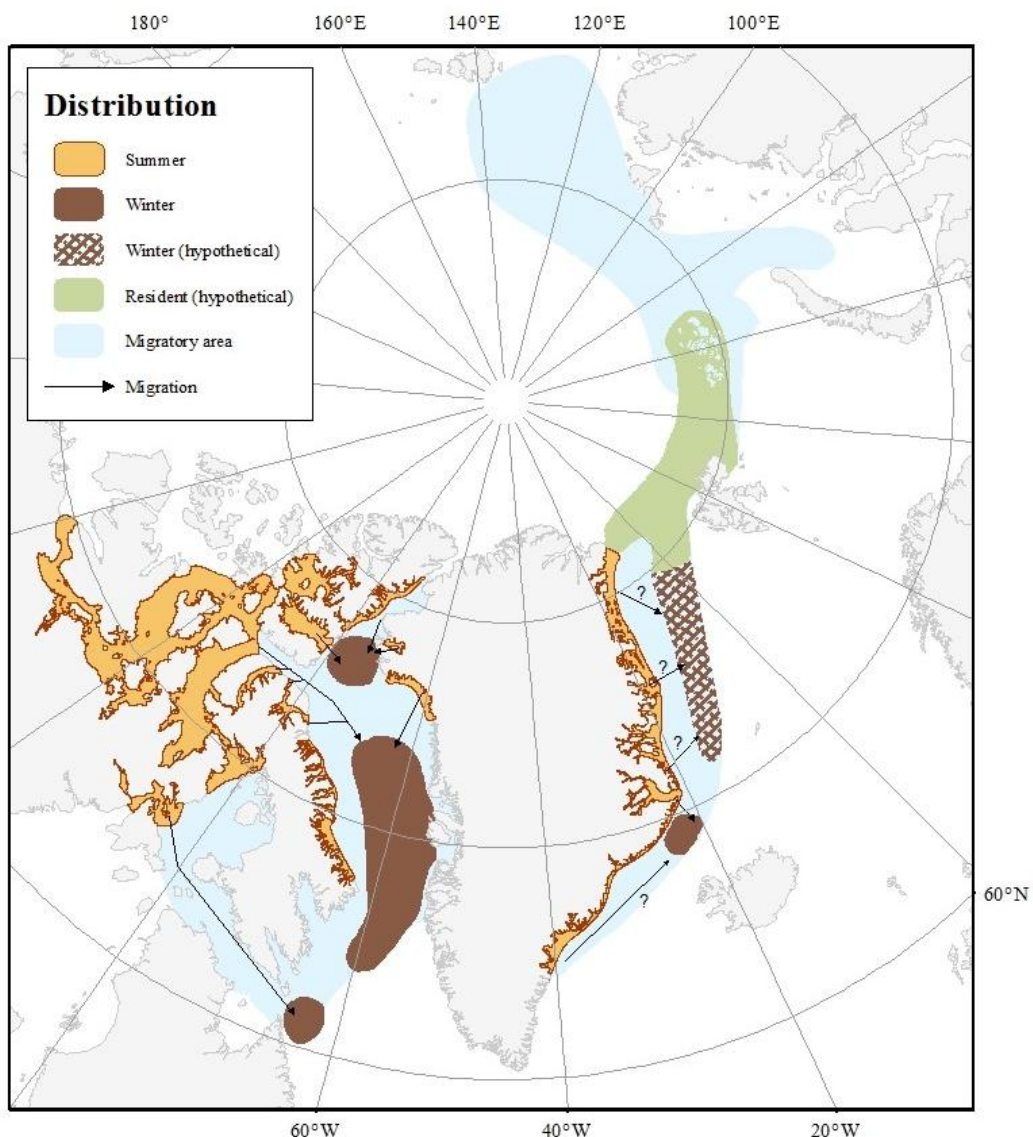 180° 160°E 140°E 120°E 100°E
Distribution
Summer
Winter
Winter (hypothetical)
Resident (hypothetical)
Migratory area
Migration
?
?
?
?
60°N
60°W 40°W 20°W